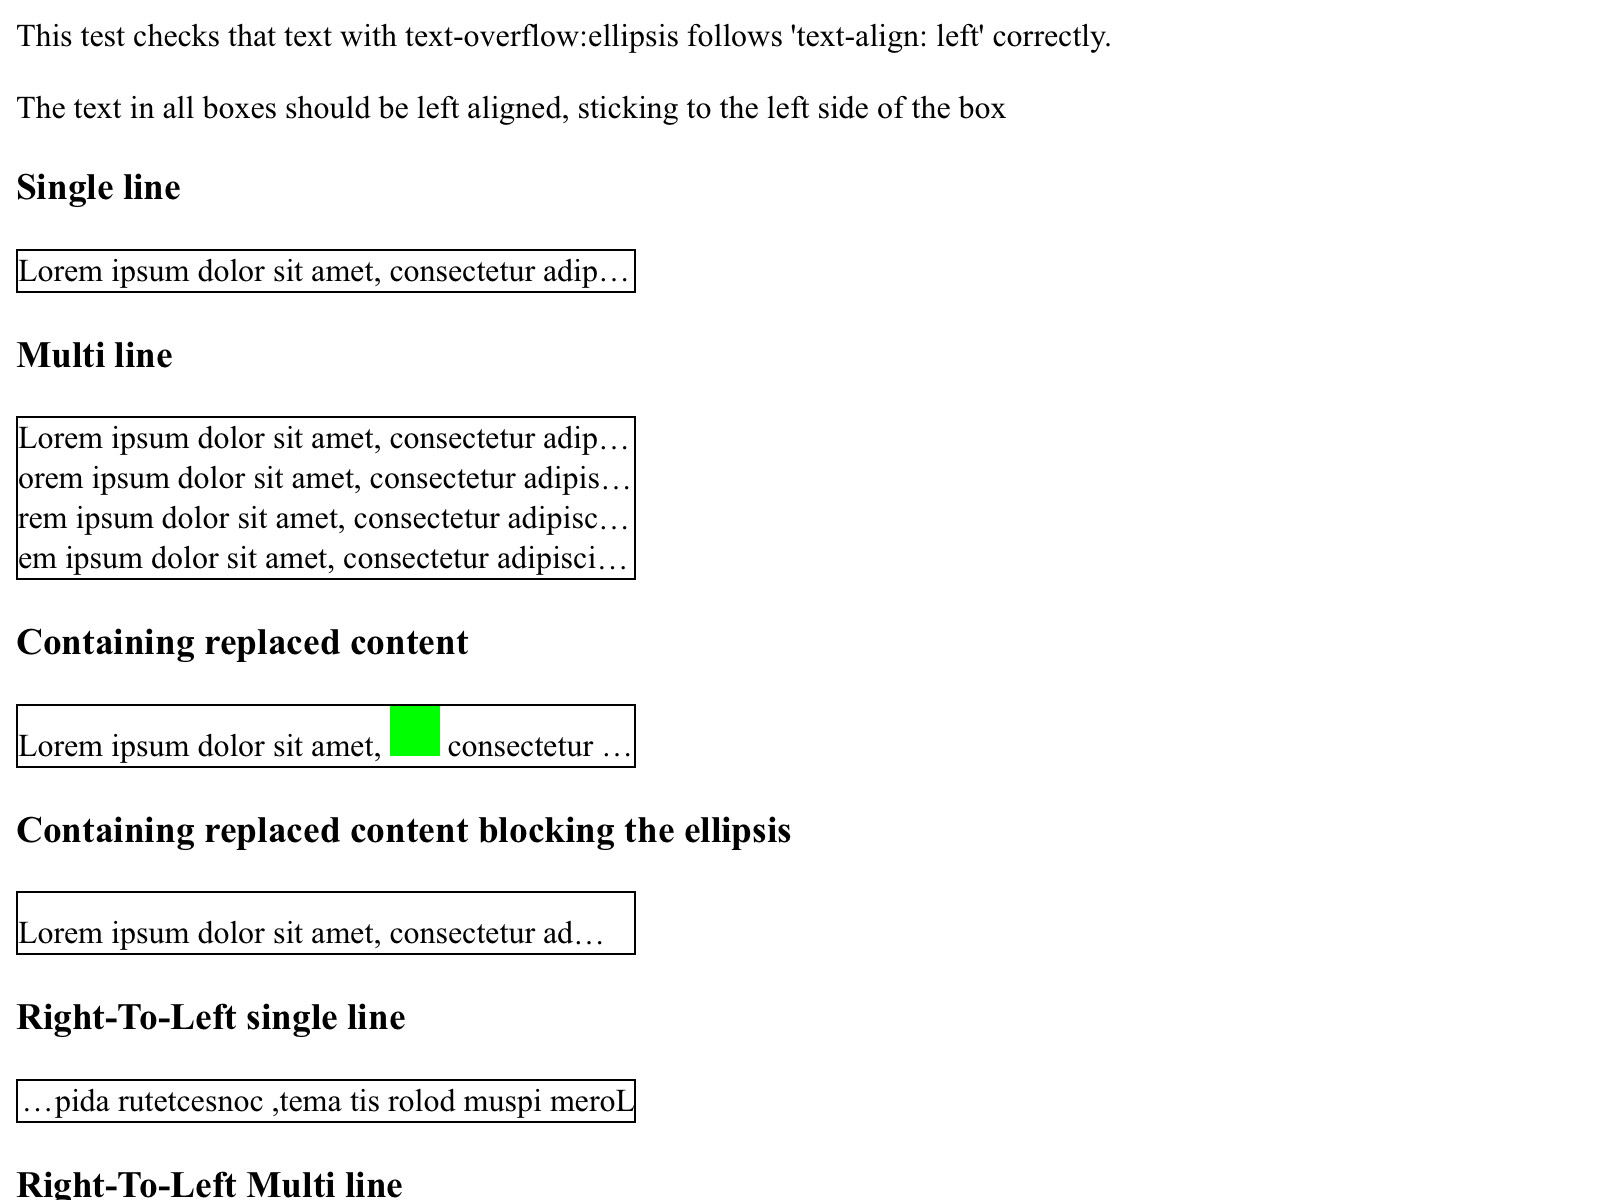 This test checks that text with text-overflow:ellipsis follows 'text-align: left' correctly.
The text in all boxes should be left aligned, sticking to the left side of the box
Single line
Lorem ipsum dolor sit amet, consectetur adip…
Multi line
Lorem ipsum dolor sit amet, consectetur adip…
orem ipsum dolor sit amet, consectetur adipis…
rem ipsum dolor sit amet, consectetur adipisc…
em ipsum dolor sit amet, consectetur adipisci…
Containing replaced content
Lorem ipsum dolor sit amet, consectetur …
Containing replaced content blocking the ellipsis
Lorem ipsum dolor sit amet, consectetur ad…
Right-To-Left single line
…pida rutetcesnoc ,tema tis rolod muspi meroL
Right-To-Left Multi line